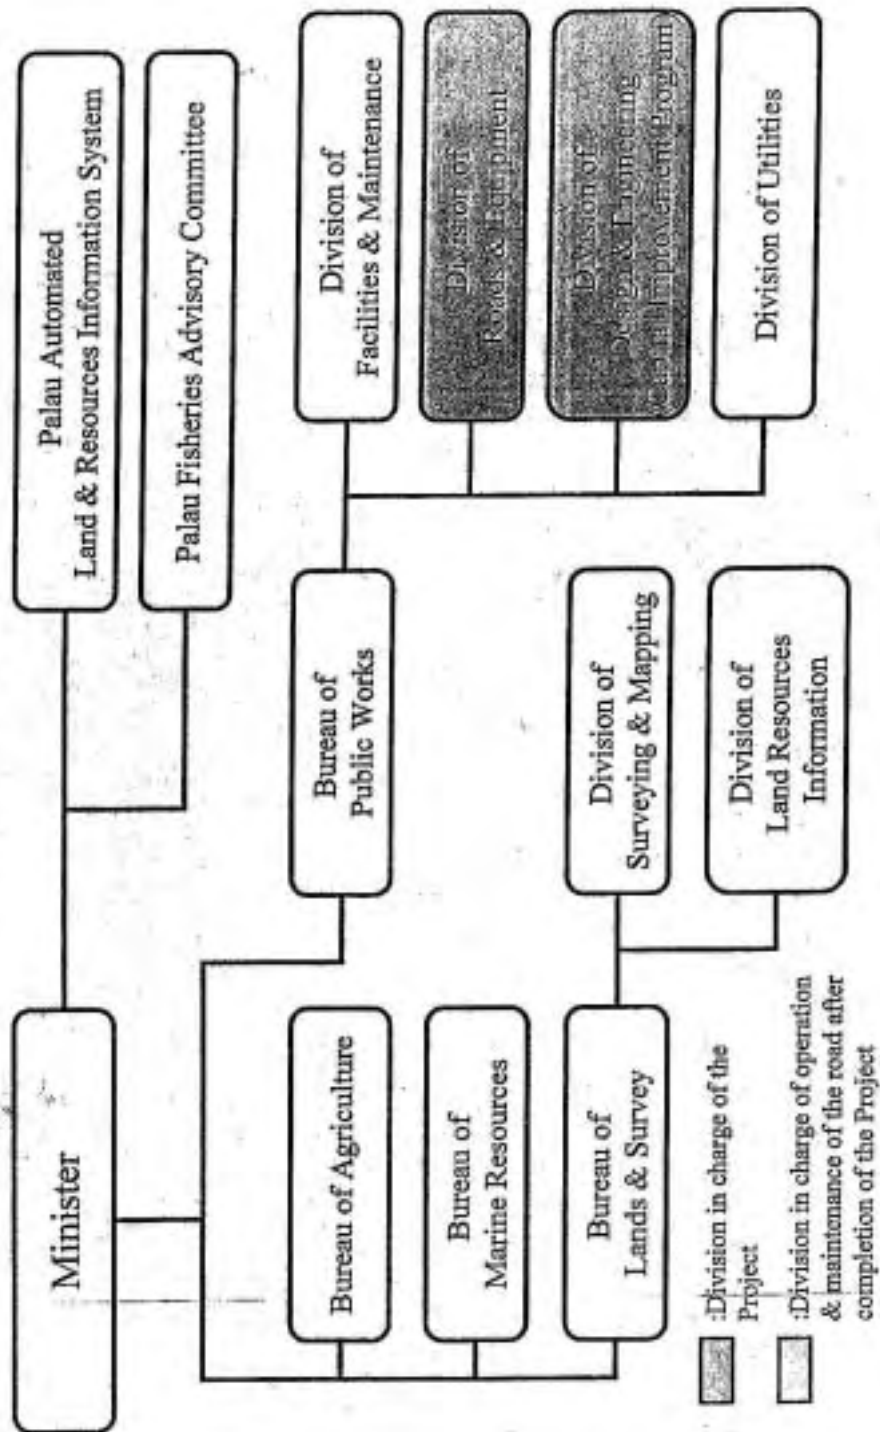 Minister
Palau Automated
Land & Resources Information System
Palau Fisheries Advisory Committee
Bureau of Agriculture
Bureau of
Marine Resources
Bureau of
Lands & Survey
Bureau of
Public Works
Division of
Surveying & Mapping
Division of
Land Resources
Information
Division of
Facilities & Maintenance
Division of
Roads & Equipment
Division of
Design & Engineering
Improvement Program
Division of Utilities
:Division in charge of the
Project
:Division in charge of operation
& maintenance of the road after
completion of the Project